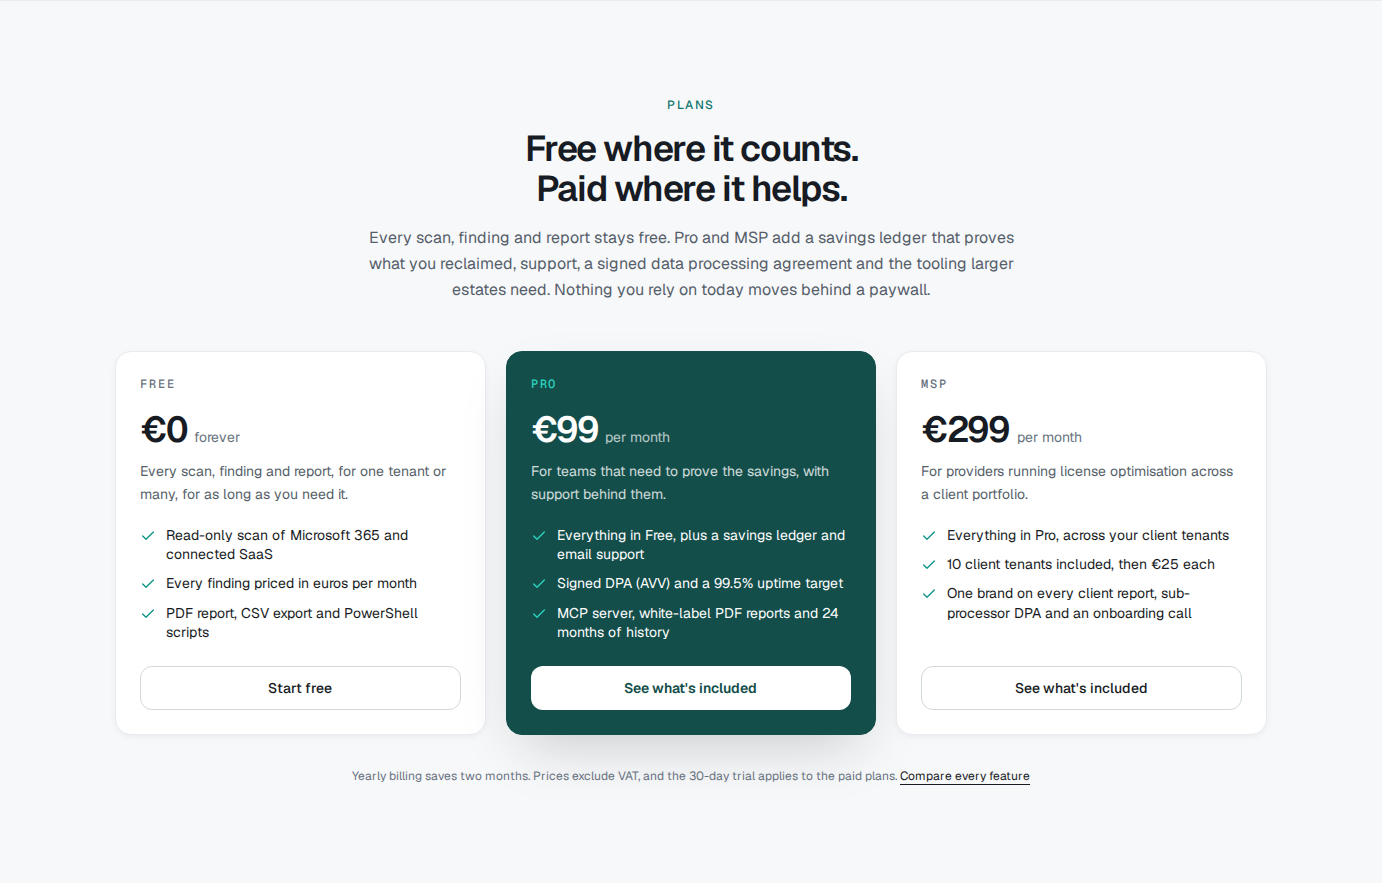 PLANS
Free where it counts.
Paid where it helps.
Every scan, finding and report stays free. Pro and MSP add a savings ledger that proves
what you reclaimed, support, a signed data processing agreement and the tooling larger
estates need. Nothing you rely on today moves behind a paywall.
FREE
€0 forever
Every scan, finding and report, for one tenant or
many, for as long as you need it.
Read-only scan of Microsoft 365 and
connected SaaS
Every finding priced in euros per month
PDF report, CSV export and PowerShell
scripts
Start free
PRO
€99 per month
For teams that need to prove the savings, with
support behind them.
Everything in Free, plus a savings ledger and
email support
Signed DPA (AVV) and a 99.5% uptime target
MCP server, white-label PDF reports and 24
months of history
See what's included
MSP
€299 per month
For providers running license optimisation across
a client portfolio.
Everything in Pro, across your client tenants
10 client tenants included, then €25 each
One brand on every client report, sub-
processor DPA and an onboarding call
See what's included
Yearly billing saves two months. Prices exclude VAT, and the 30-day trial applies to the paid plans. Compare every feature